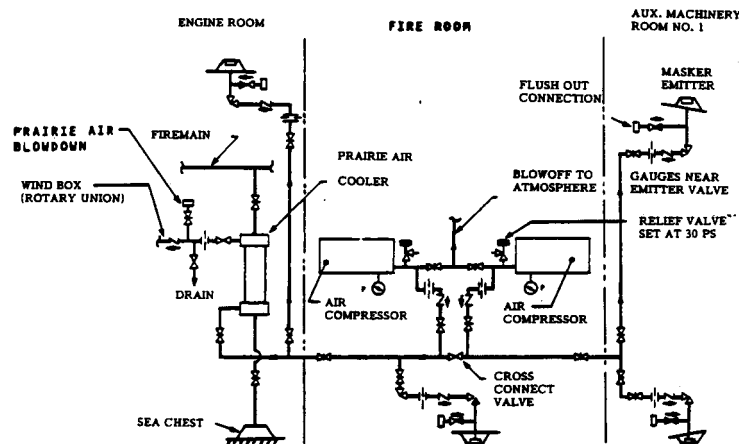 ENGINE ROOM
FIRE ROOM
AUX. MACHINERY
ROOM NO. 1
FLUSH OUT
CONNECTION
MASKER
EMITTER
PRAIRIE AIR
BLOWDOWN
FIREMAIN
PRAIRIE AIR
COOLER
WIND BOX
(ROTARY UNION)
BLOWOFF TO
ATMOSPHERE
GAUGES NEAR
EMITTER VALVE
RELIEF VALVE
SET AT 30 PS
DRAIN
AIR
COMPRESSOR
P
P
AIR
COMPRESSOR
CROSS
CONNECT
VALVE
SEA CHEST